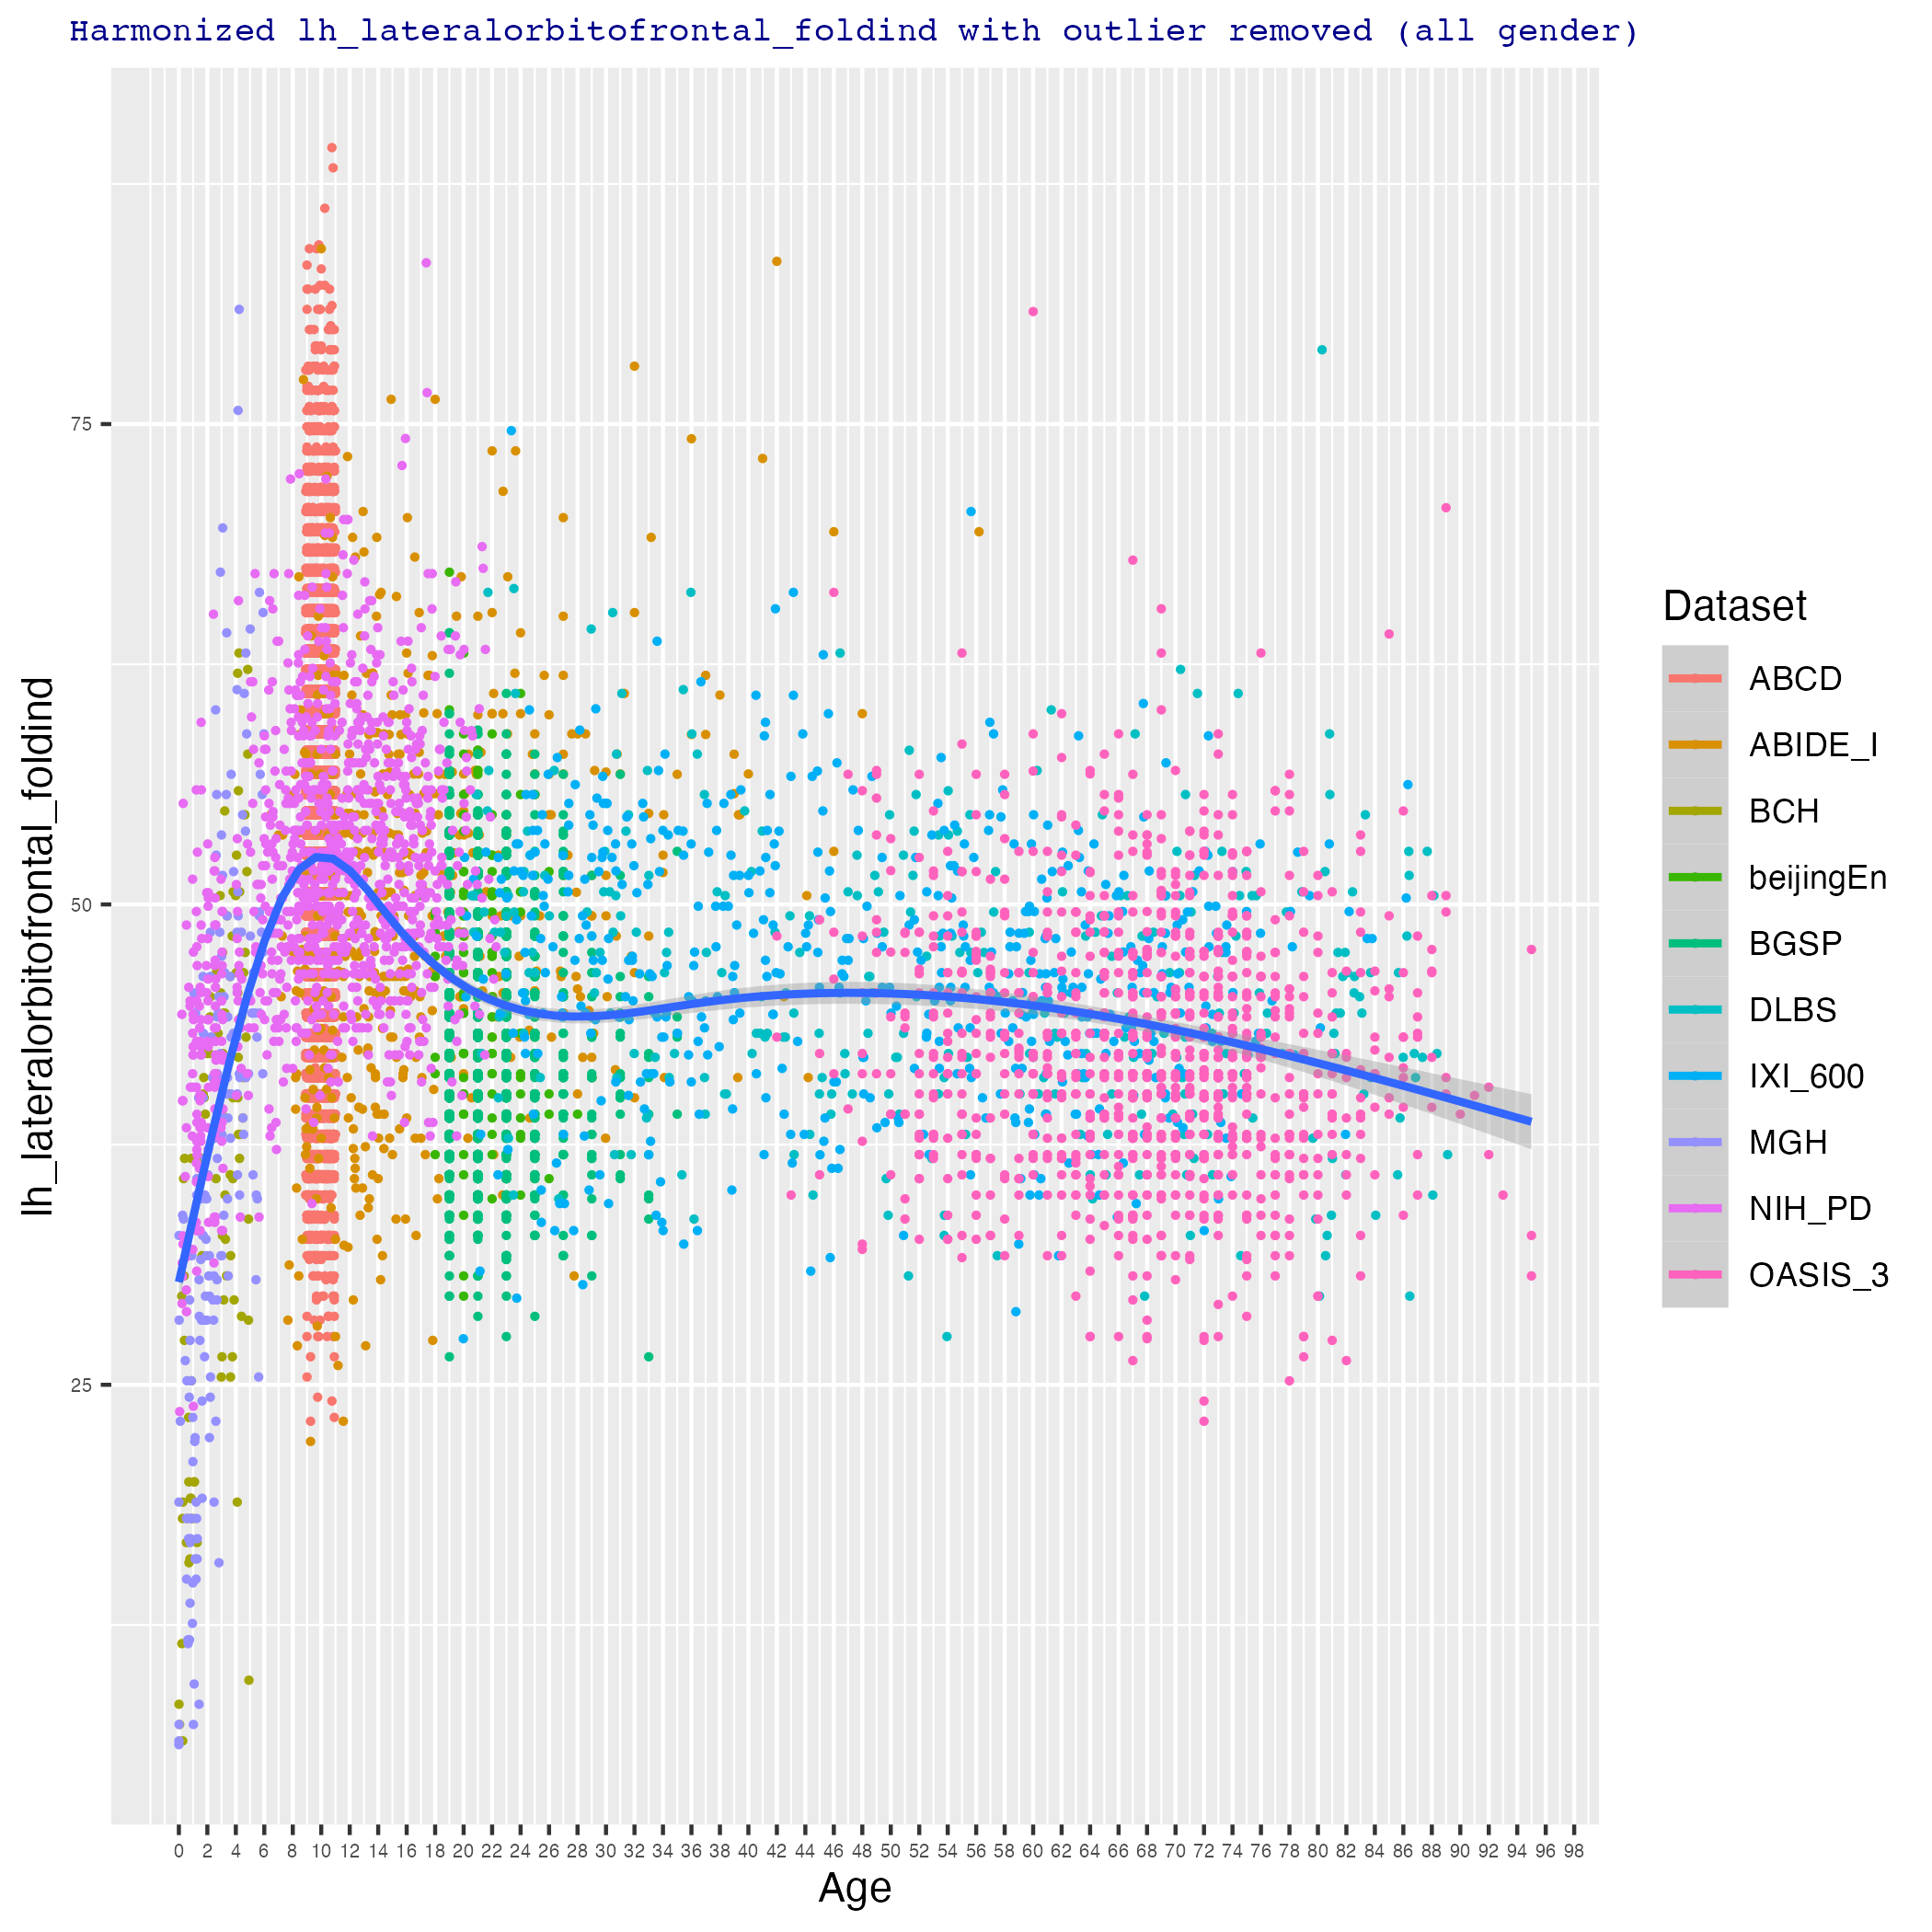 Harmonized lh_lateralorbitofrontal_foldind with outlier removed (all gender)
lh_lateralorbitofrontal_foldind
75
50
25
0 2 4 6 8 10 12 14 16 18 20 22 24 26 28 30 32 34 36 38 40 42 44 46 48 50 52 54 56 58 60 62 64 66 68 70 72 74 76 78 80 82 84 86 88 90 92 94 96 98
Age
Dataset
ABCD
ABIDE_I
BCH
beijingEn
BGSP
DLBS
IXI_600
MGH
NIH_PD
OASIS_3